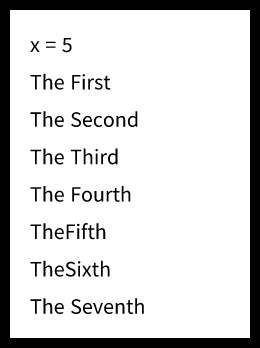 x = 5
The First
The Second
The Third
The Fourth
TheFifth
TheSixth
The Seventh